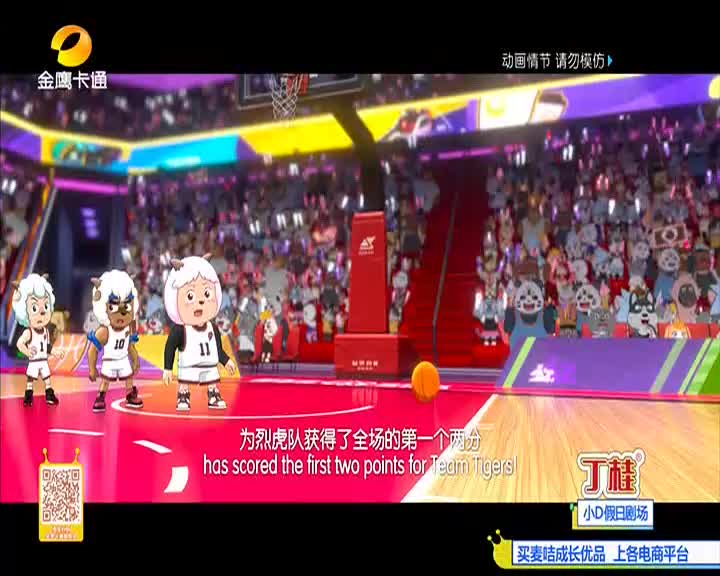 金鹰卡通
动画情节 请勿模仿
10
11
为烈虎队获得了全场的第一个两分
has scored the first two points for Team Tigers!
丁桂
小D假日剧场
买麦咭成长优品 上各电商平台